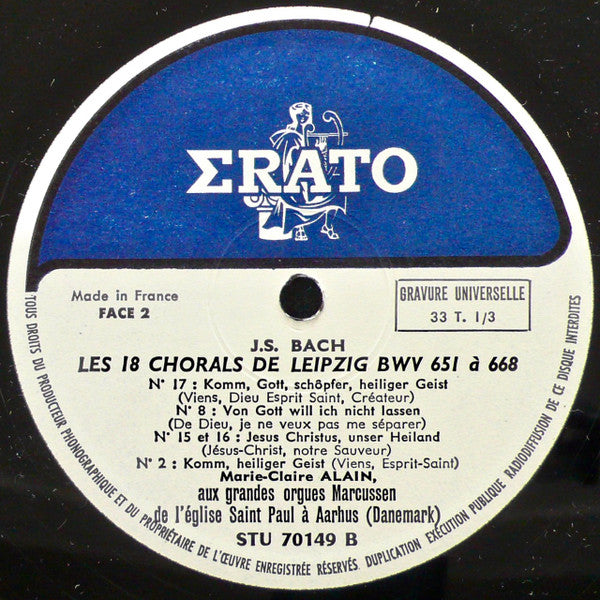 ΣRATO
Made in France
FACE 2
GRAVURE UNIVERSELLE
33 T. 1/3
J.S. BACH
LES 18 CHORALS DE LEIPZIG BWV 651 à 668
N° 17 : Komm, Gott, schöpfer, heiliger Geist
(Viens, Dieu Esprit Saint, Créateur)
N° 8 : Von Gott will ich nicht lassen
(De Dieu, je ne veux pas me séparer)
N° 15 et 16 : Jesus Christus, unser Heiland
(Jésus-Christ, notre Sauveur)
N° 2 : Komm, heiliger Geist (Viens, Esprit-Saint)
Marie-Claire ALAIN,
aux grandes orgues Marcussen
de l'église Saint Paul à Aarhus (Danemark)
STU 70149 B
TOUS DROITS DU PRODUCTEUR PHONOGRAPHIQUE ET DU PROPRIÉTAIRE DE L'ŒUVRE ENREGISTRÉE RÉSERVÉS. DUPLICATION EXÉCUTION PUBLIQUE RADIODIFFUSION DE CE DISQUE INTERDITES